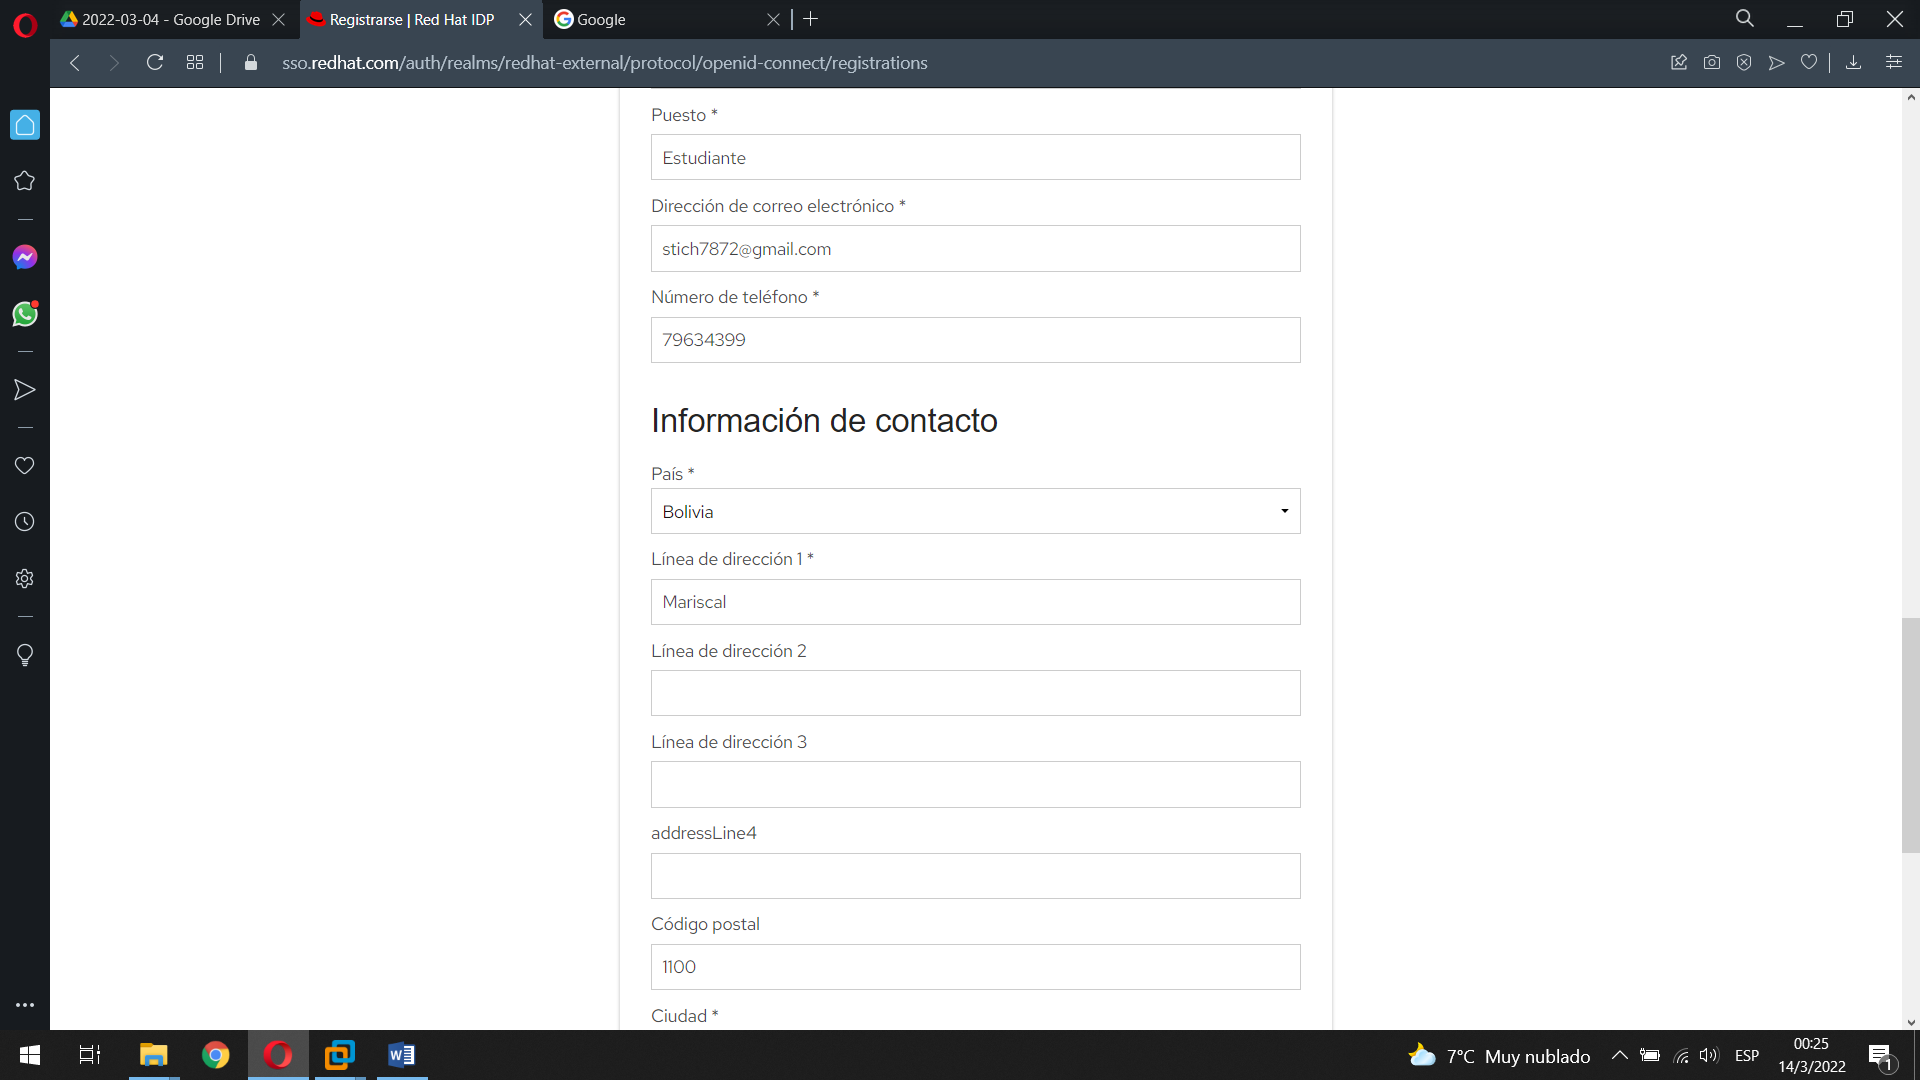 2022-03-04 - Google Drive
Registrarse | Red Hat IDP
Google
sso.redhat.com/auth/realms/redhat-external/protocol/openid-connect/registrations
Puesto *
Estudiante
Dirección de correo electrónico *
stich7872@gmail.com
Número de teléfono *
79634399
Información de contacto
País *
Bolivia
Línea de dirección 1 *
Mariscal
Línea de dirección 2
Línea de dirección 3
addressLine4
Código postal
1100
Ciudad *
7°C Muy nublado
ESP
00:25
14/3/2022
1